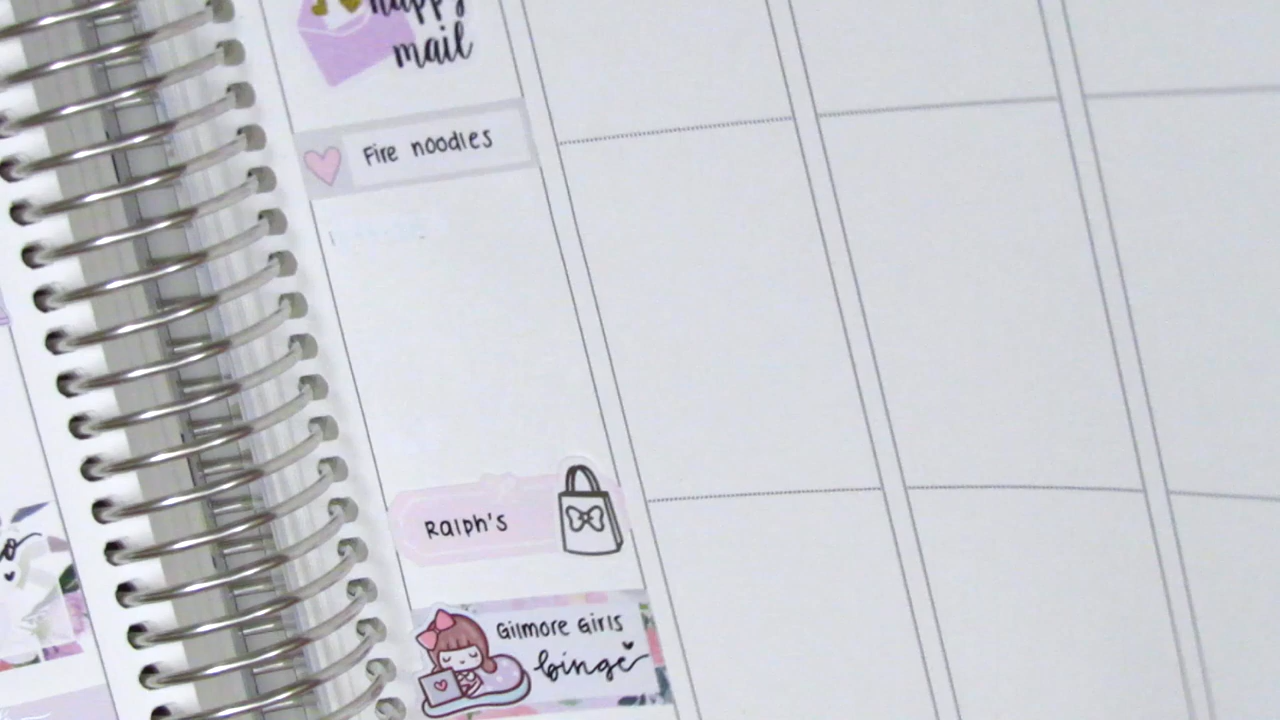 happy
mail
Fire noodles
Ralph's
Gilmore Girls
binge